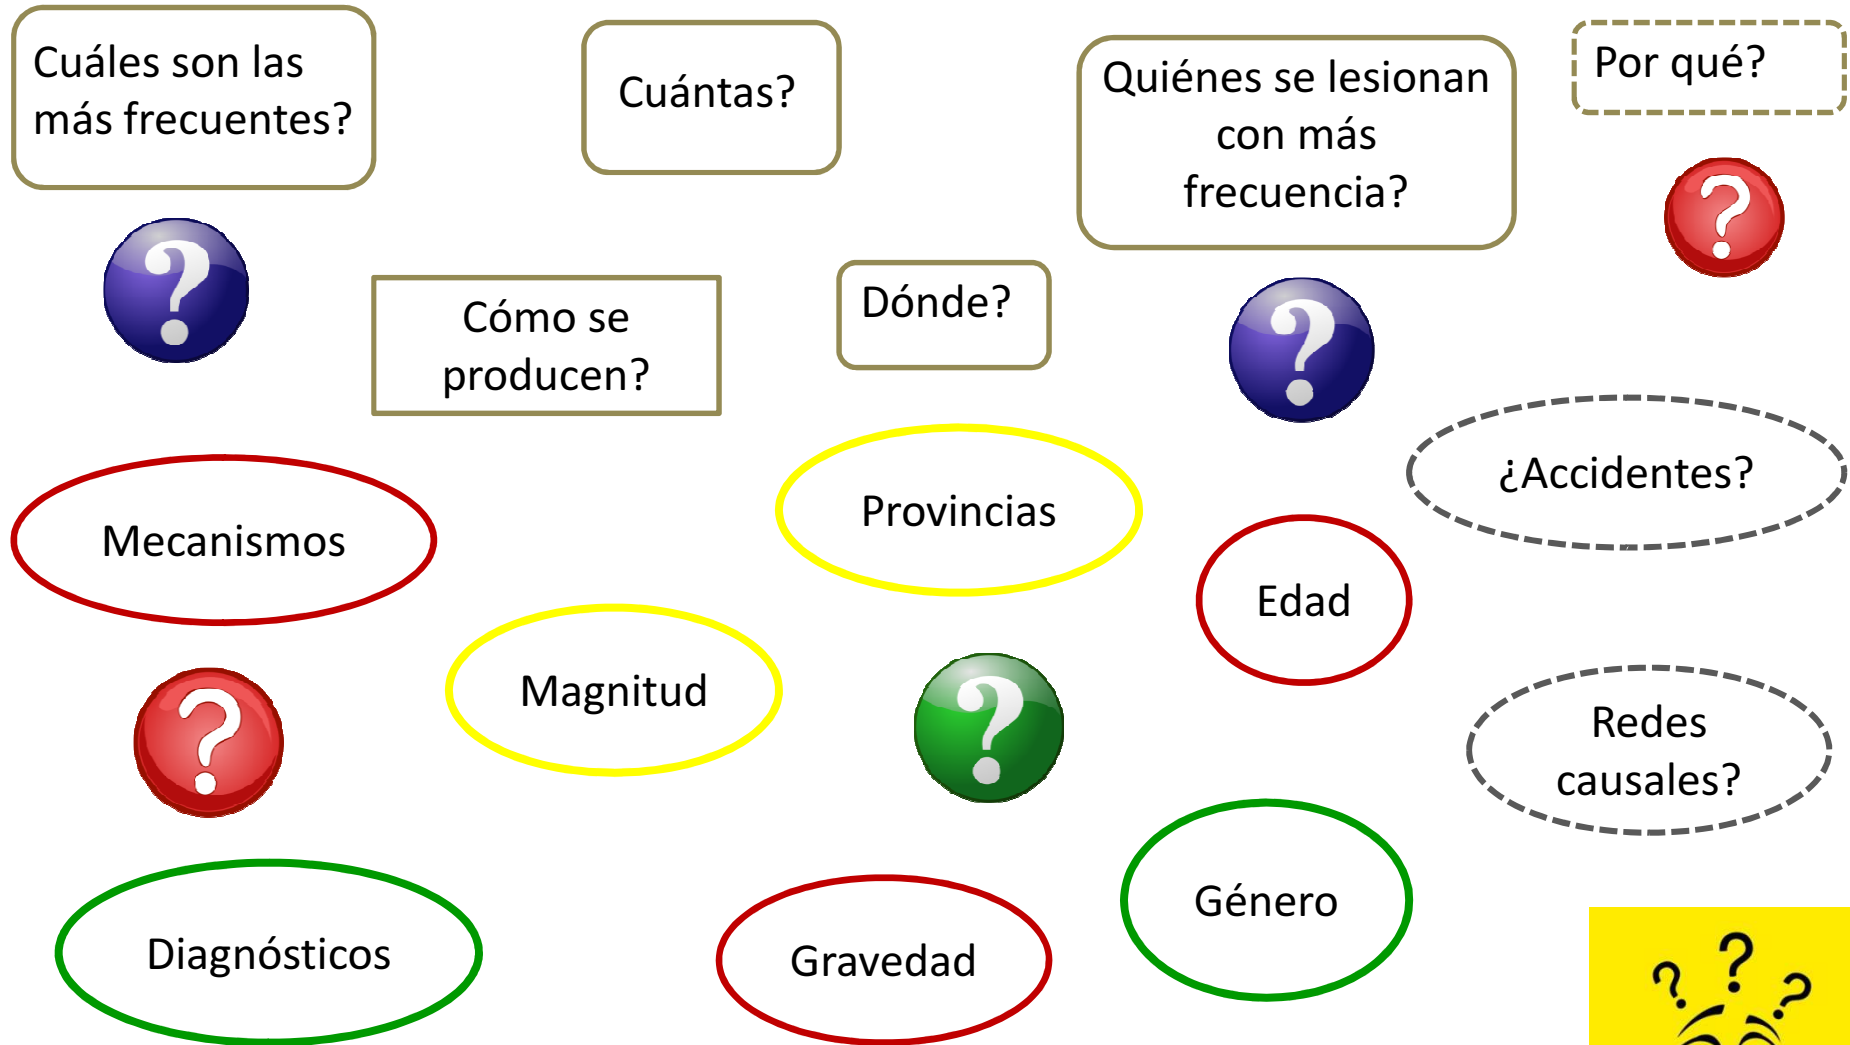 Cuáles son las
más frecuentes?
Cuántas?
Quiénes se lesionan
con más
frecuencia?
Por qué?
?
?
Cómo se
producen?
Dónde?
?
¿Accidentes?
Provincias
Mecanismos
Edad
Magnitud
?
?
Redes
causales?
Género
Diagnósticos
Gravedad
? ? ?